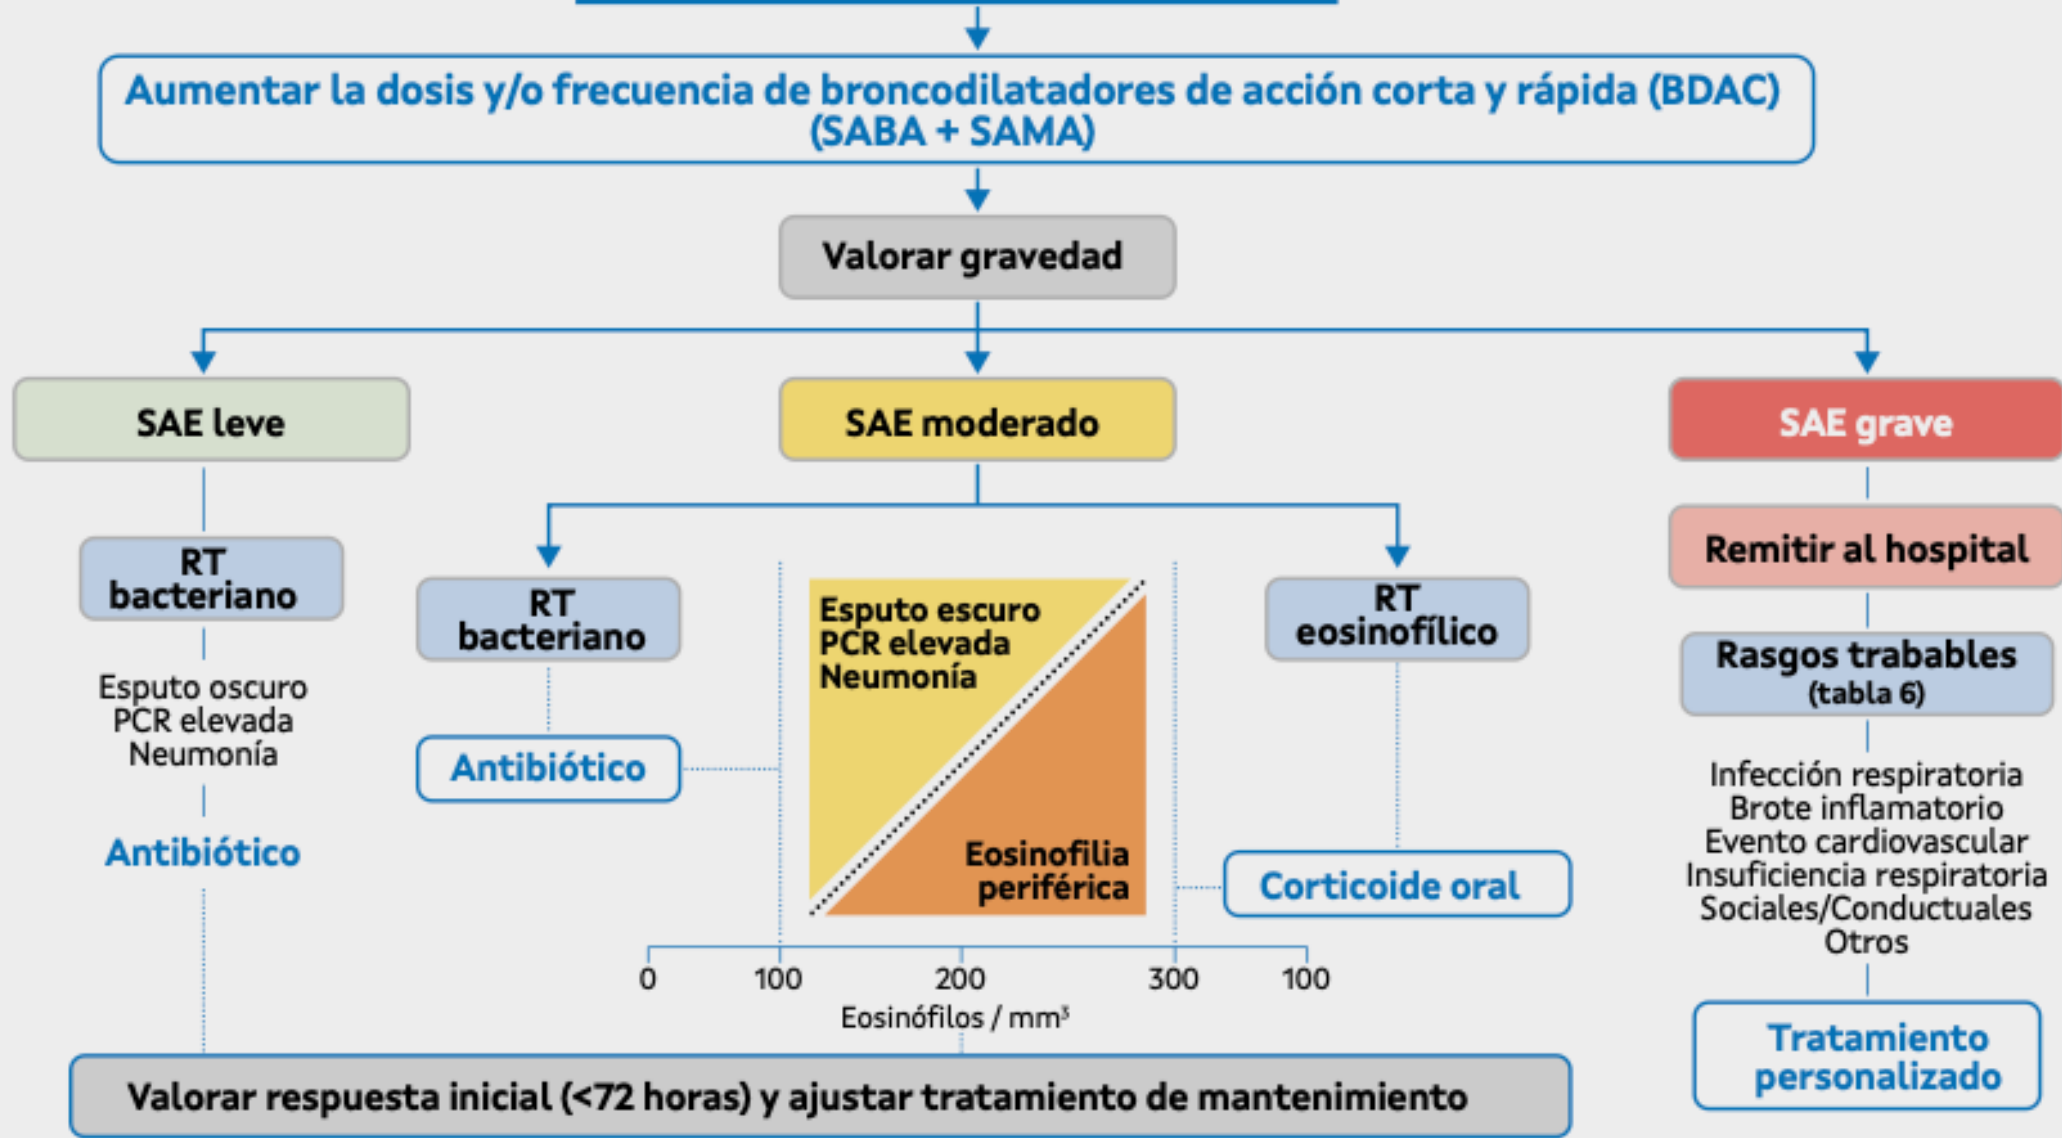 Aumentar la dosis y/o frecuencia de broncodilatadores de acción corta y rápida (BDAC)
(SABA + SAMA)
Valorar gravedad
SAE leve
SAE moderado
SAE grave
RT
bacteriano
Esputo oscuro
PCR elevada
Neumonía
Antibiótico
RT
bacteriano
Antibiótico
Esputo escuro
PCR elevada
Neumonía
Eosinofilia
periférica
RT
eosinofílico
Corticoide oral
0 100 200 300 100
Eosinófilos / mm³
Remitir al hospital
Rasgos trabables
(tabla 6)
Infección respiratoria
Brote inflamatorio
Evento cardiovascular
Insuficiencia respiratoria
Sociales/Conductuales
Otros
Tratamiento
personalizado
Valorar respuesta inicial (<72 horas) y ajustar tratamiento de mantenimiento